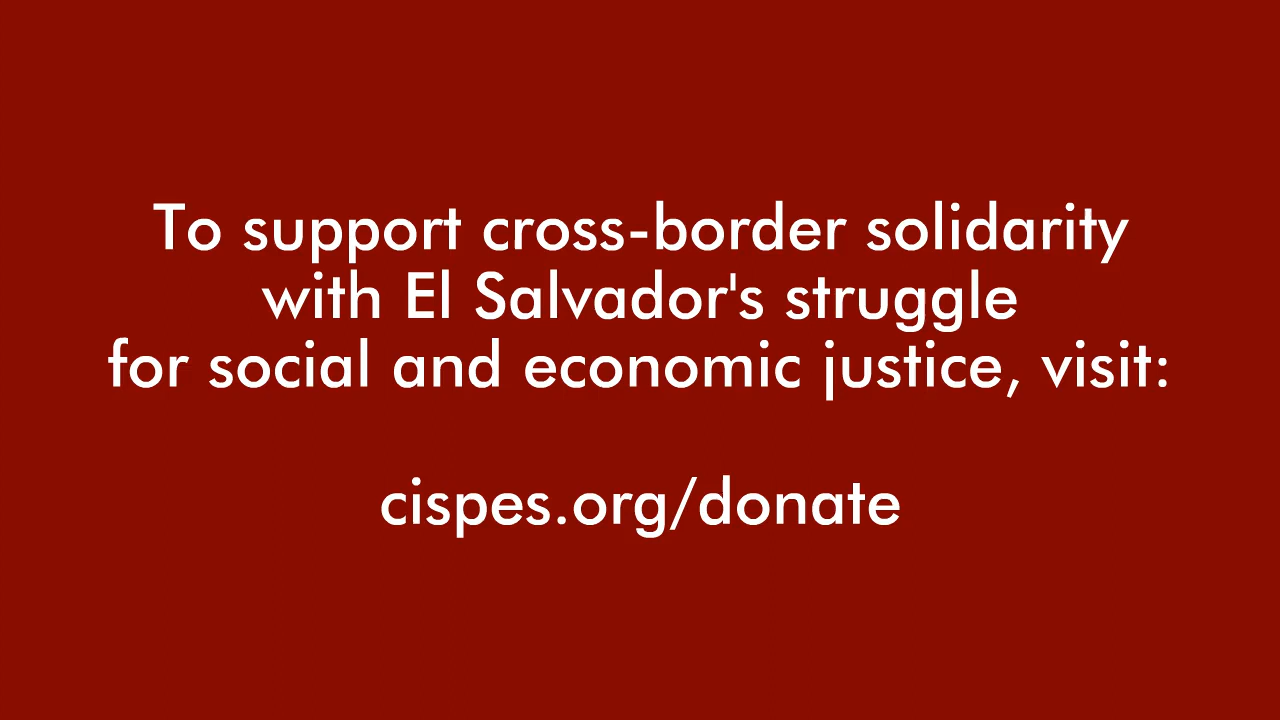 To support cross-border solidarity
with El Salvador's struggle
for social and economic justice, visit:
cispes.org/donate